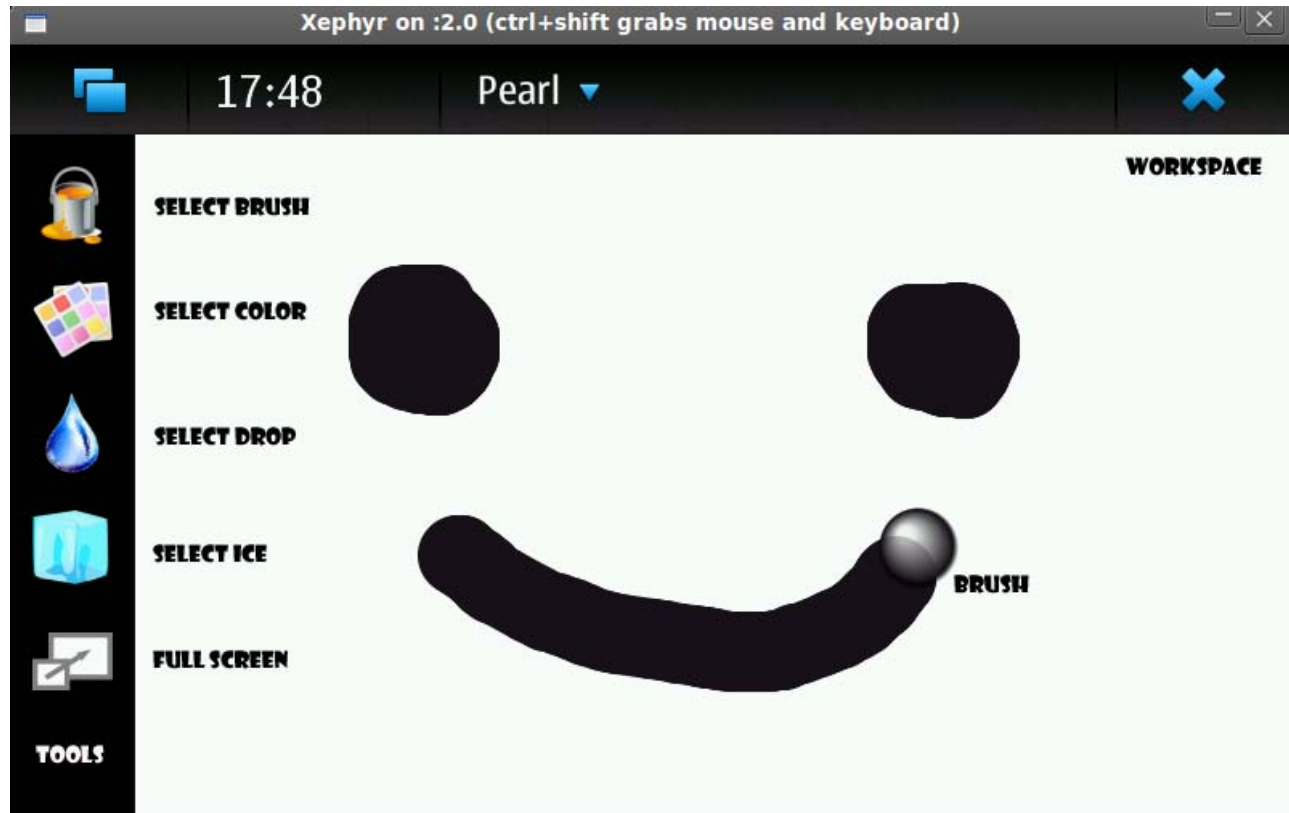 Xephyr on :2.0 (ctrl+shift grabs mouse and keyboard)
17:48 Pearl
WORKSPACE
SELECT BRUSH
SELECT COLOR
SELECT DROP
SELECT ICE
BRUSH
FULL SCREEN
TOOLS